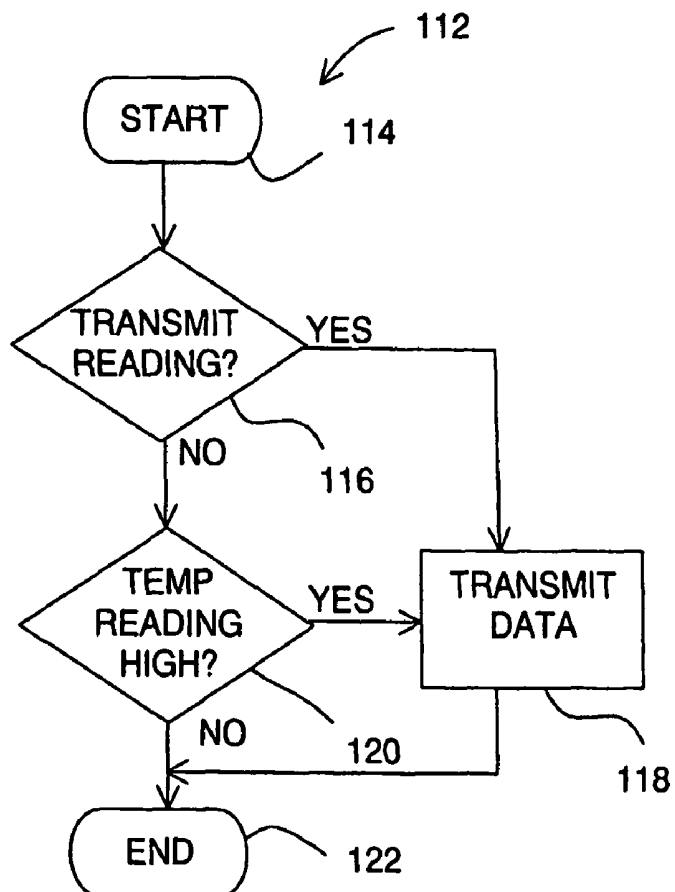 112
START
114
TRANSMIT
READING?
YES
NO
116
TEMP
READING
HIGH?
YES
TRANSMIT
DATA
NO
120
118
END
122